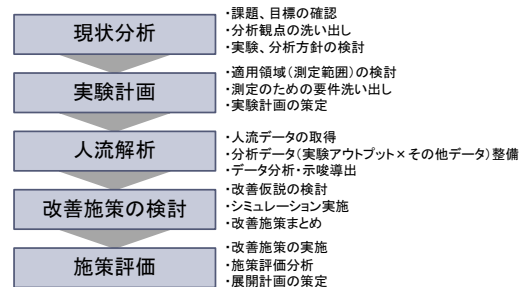 現状分析
・課題、目標の確認
・分析観点の洗い出し
・実験、分析方針の検討
実験計画
・適用領域(測定範囲)の検討
・測定のための要件洗い出し
・実験計画の策定
人流解析
・人流データの取得
・分析データ(実験アウトプット×その他データ)整備
・データ分析・示唆導出
改善施策の検討
・改善仮説の検討
・シミュレーション実施
・改善施策まとめ
施策評価
・改善施策の実施
・施策評価分析
・展開計画の策定